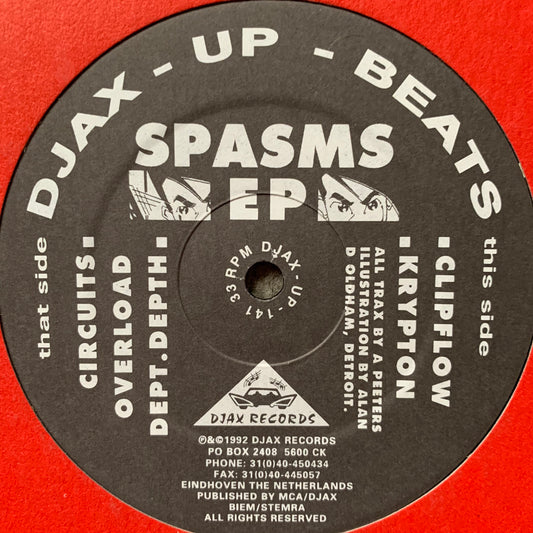 DJAX - UP - BEATS
SPASMS
EP
that side
CIRCUITS
OVERLOAD
DEPT.DEPTH
this side
CLIPFLOW
KRYPTON
ALL TRAX BY A PEETERS
ILLUSTRATION BY ALAN
D OLDHAM, DETROIT.
33 RPM DJAX-UP-141
DJAX RECORDS
℗&©1992 DJAX RECORDS
PO BOX 2408 5600 CK
PHONE: 31(0)40-450434
FAX: 31(0)40-445057
EINDHOVEN THE NETHERLANDS
PUBLISHED BY MCA/DJAX
BIEM/STEMRA
ALL RIGHTS RESERVED